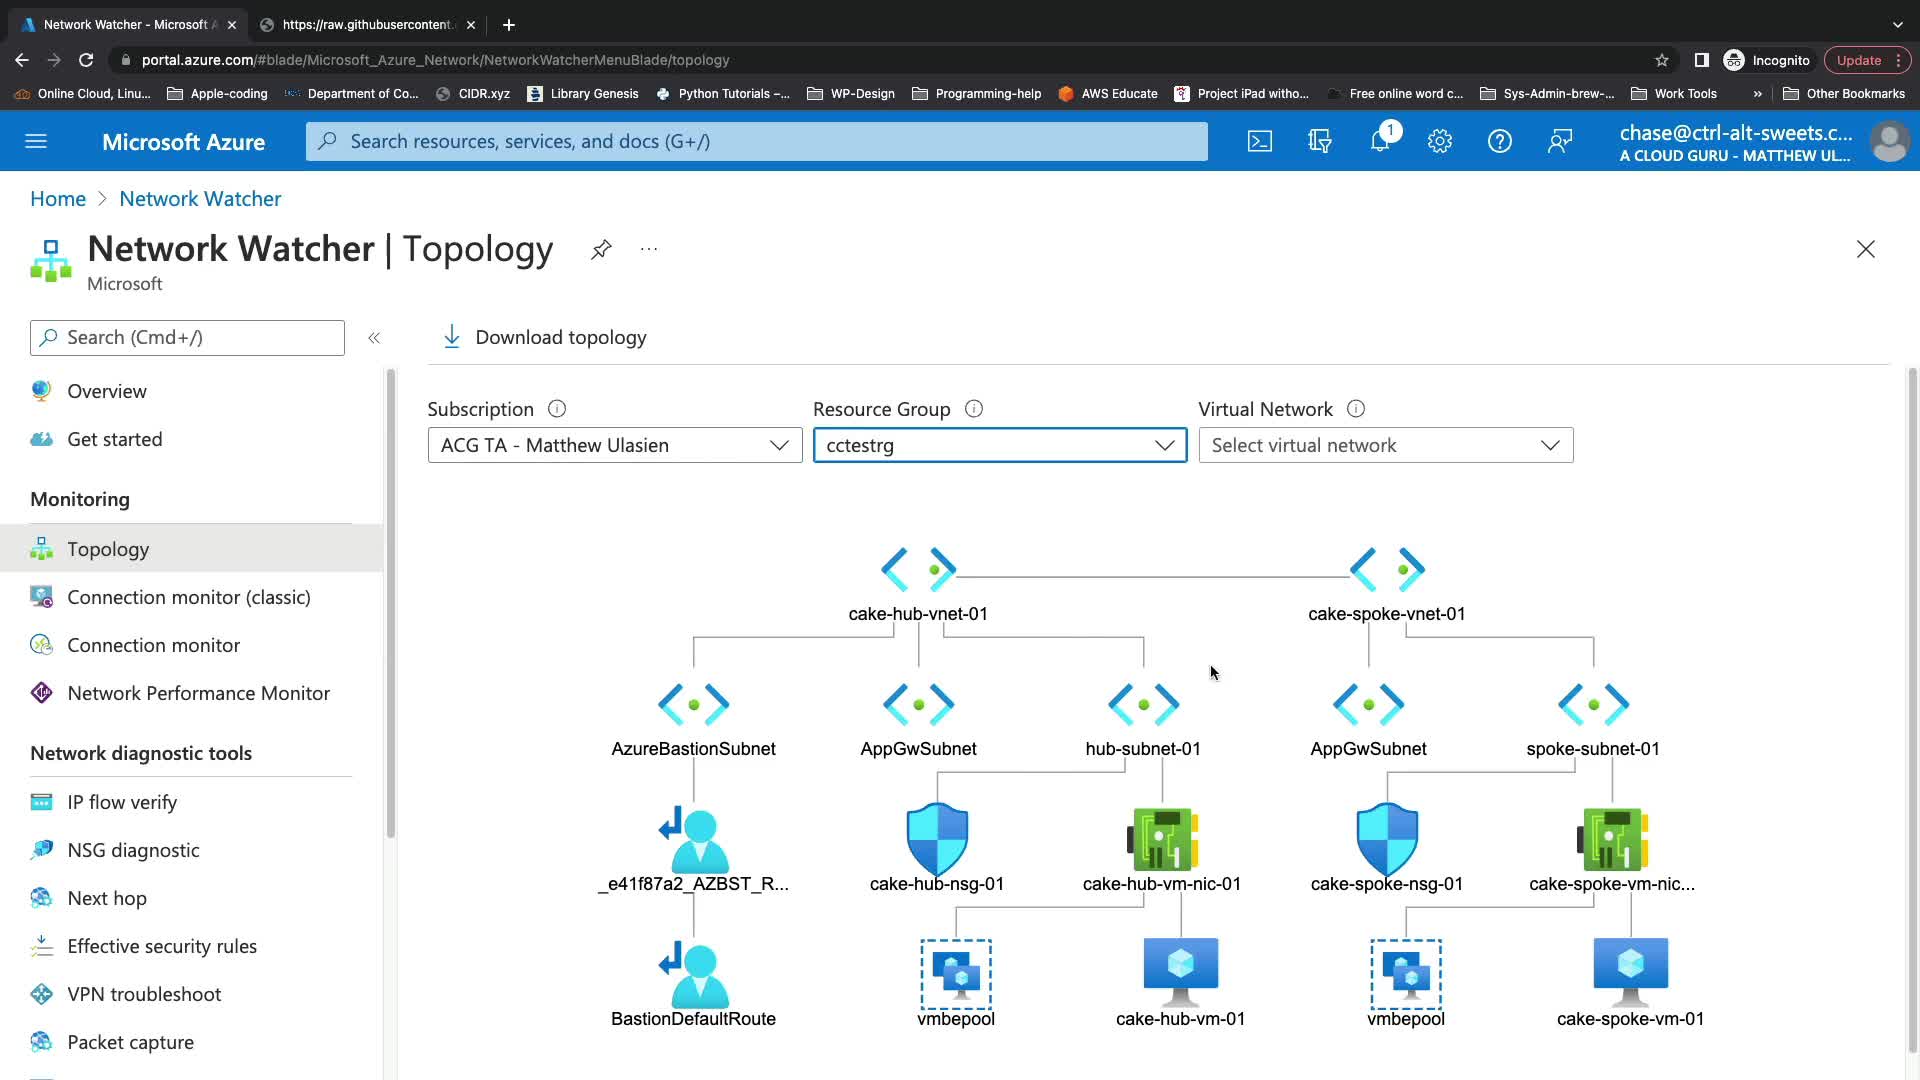 Network Watcher - Microsoft A
https://raw.githubusercontent.
portal.azure.com/#blade/Microsoft_Azure_Network/NetworkWatcherMenuBlade/topology
Incognito
Update
Online Cloud, Linu...
Apple-coding
Department of Co...
CIDR.xyz
Library Genesis
Python Tutorials –...
WP-Design
Programming-help
AWS Educate
Project iPad witho...
Free online word c...
Sys-Admin-brew-...
Work Tools
»
Other Bookmarks
Microsoft Azure
Search resources, services, and docs (G+/)
1
chase@ctrl-alt-sweets.c...
A CLOUD GURU - MATTHEW UL...
Home > Network Watcher
Network Watcher | Topology
...
Microsoft
Search (Cmd+/)
«
Download topology
Overview
Get started
Monitoring
Topology
Connection monitor (classic)
Connection monitor
Network Performance Monitor
Network diagnostic tools
IP flow verify
NSG diagnostic
Next hop
Effective security rules
VPN troubleshoot
Packet capture
Subscription
Resource Group
Virtual Network
ACG TA - Matthew Ulasien
cctestrg
Select virtual network
cake-hub-vnet-01
cake-spoke-vnet-01
AzureBastionSubnet
AppGwSubnet
hub-subnet-01
AppGwSubnet
spoke-subnet-01
_e41f87a2_AZBST_R...
cake-hub-nsg-01
cake-hub-vm-nic-01
cake-spoke-nsg-01
cake-spoke-vm-nic...
BastionDefaultRoute
vmbepool
cake-hub-vm-01
vmbepool
cake-spoke-vm-01